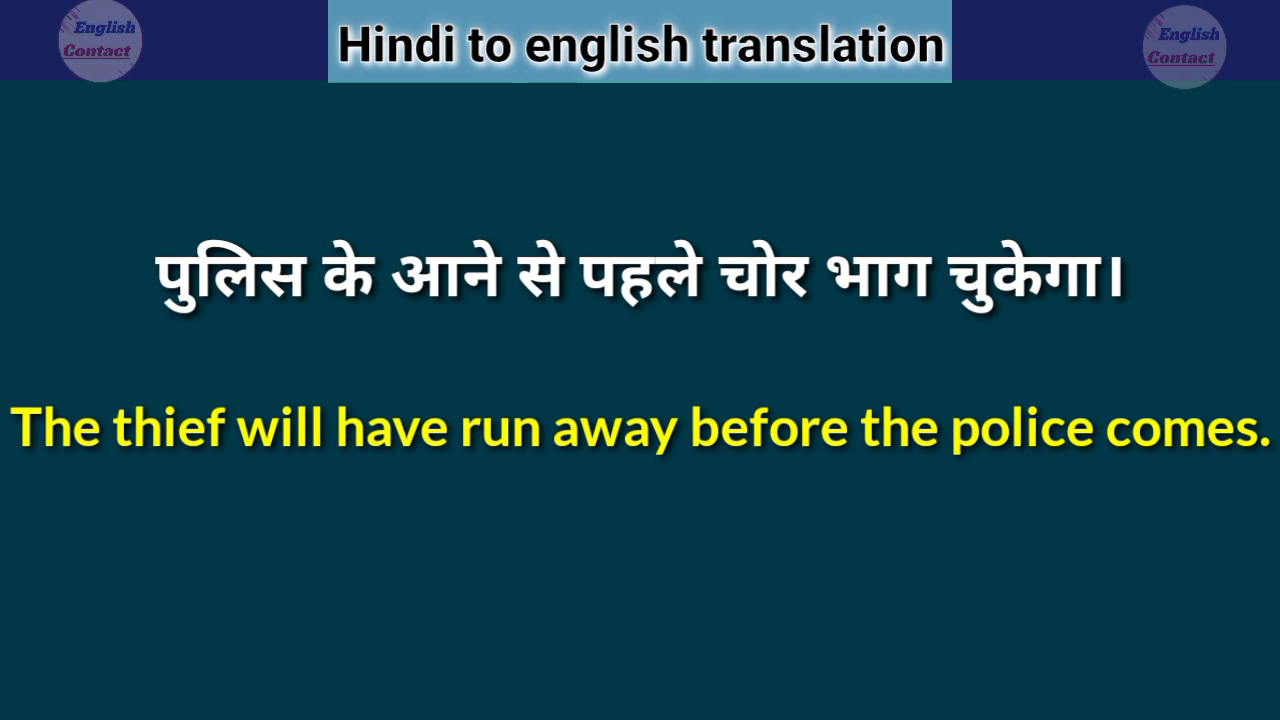 English
Contact
Hindi to english translation
English
Contact
पुलिस के आने से पहले चोर भाग चुकेगा।
The thief will have run away before the police comes.